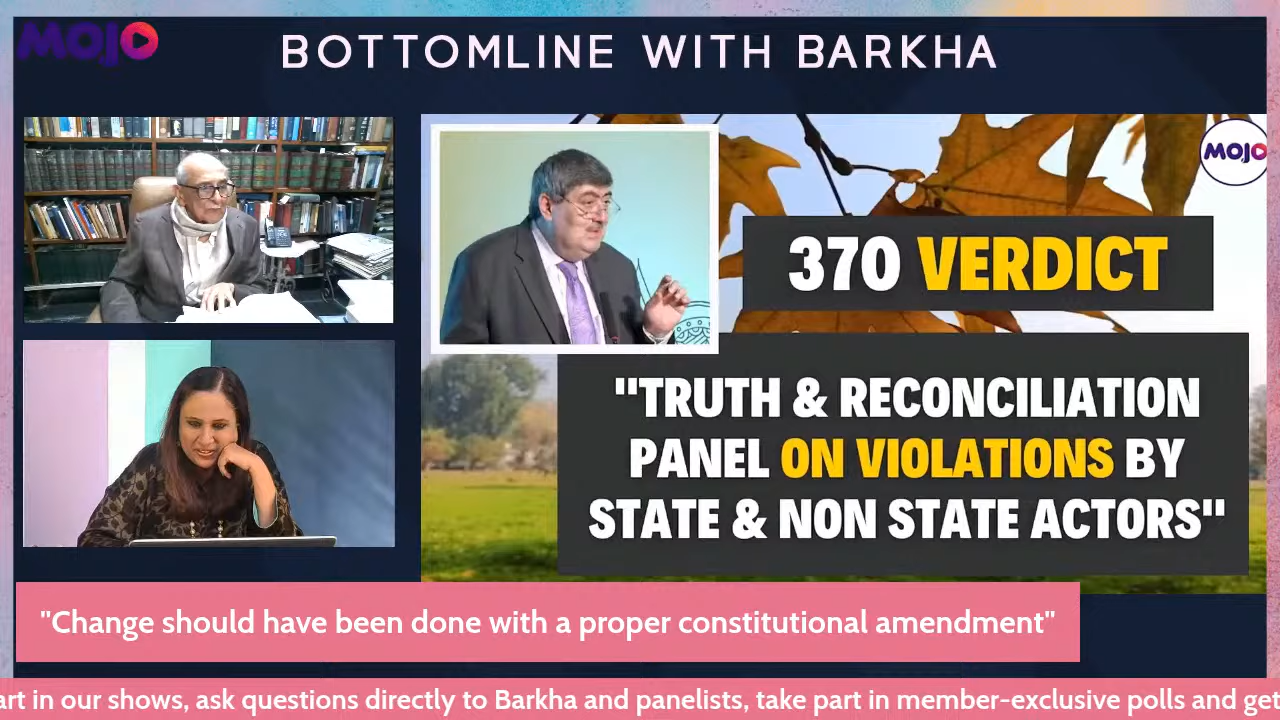 MOJO
BOTTOMLINE WITH BARKHA
MOJO
370 VERDICT
"TRUTH & RECONCILIATION
PANEL ON VIOLATIONS BY
STATE & NON STATE ACTORS"
"Change should have been done with a proper constitutional amendment"
art in our shows, ask questions directly to Barkha and panelists, take part in member-exclusive polls and get